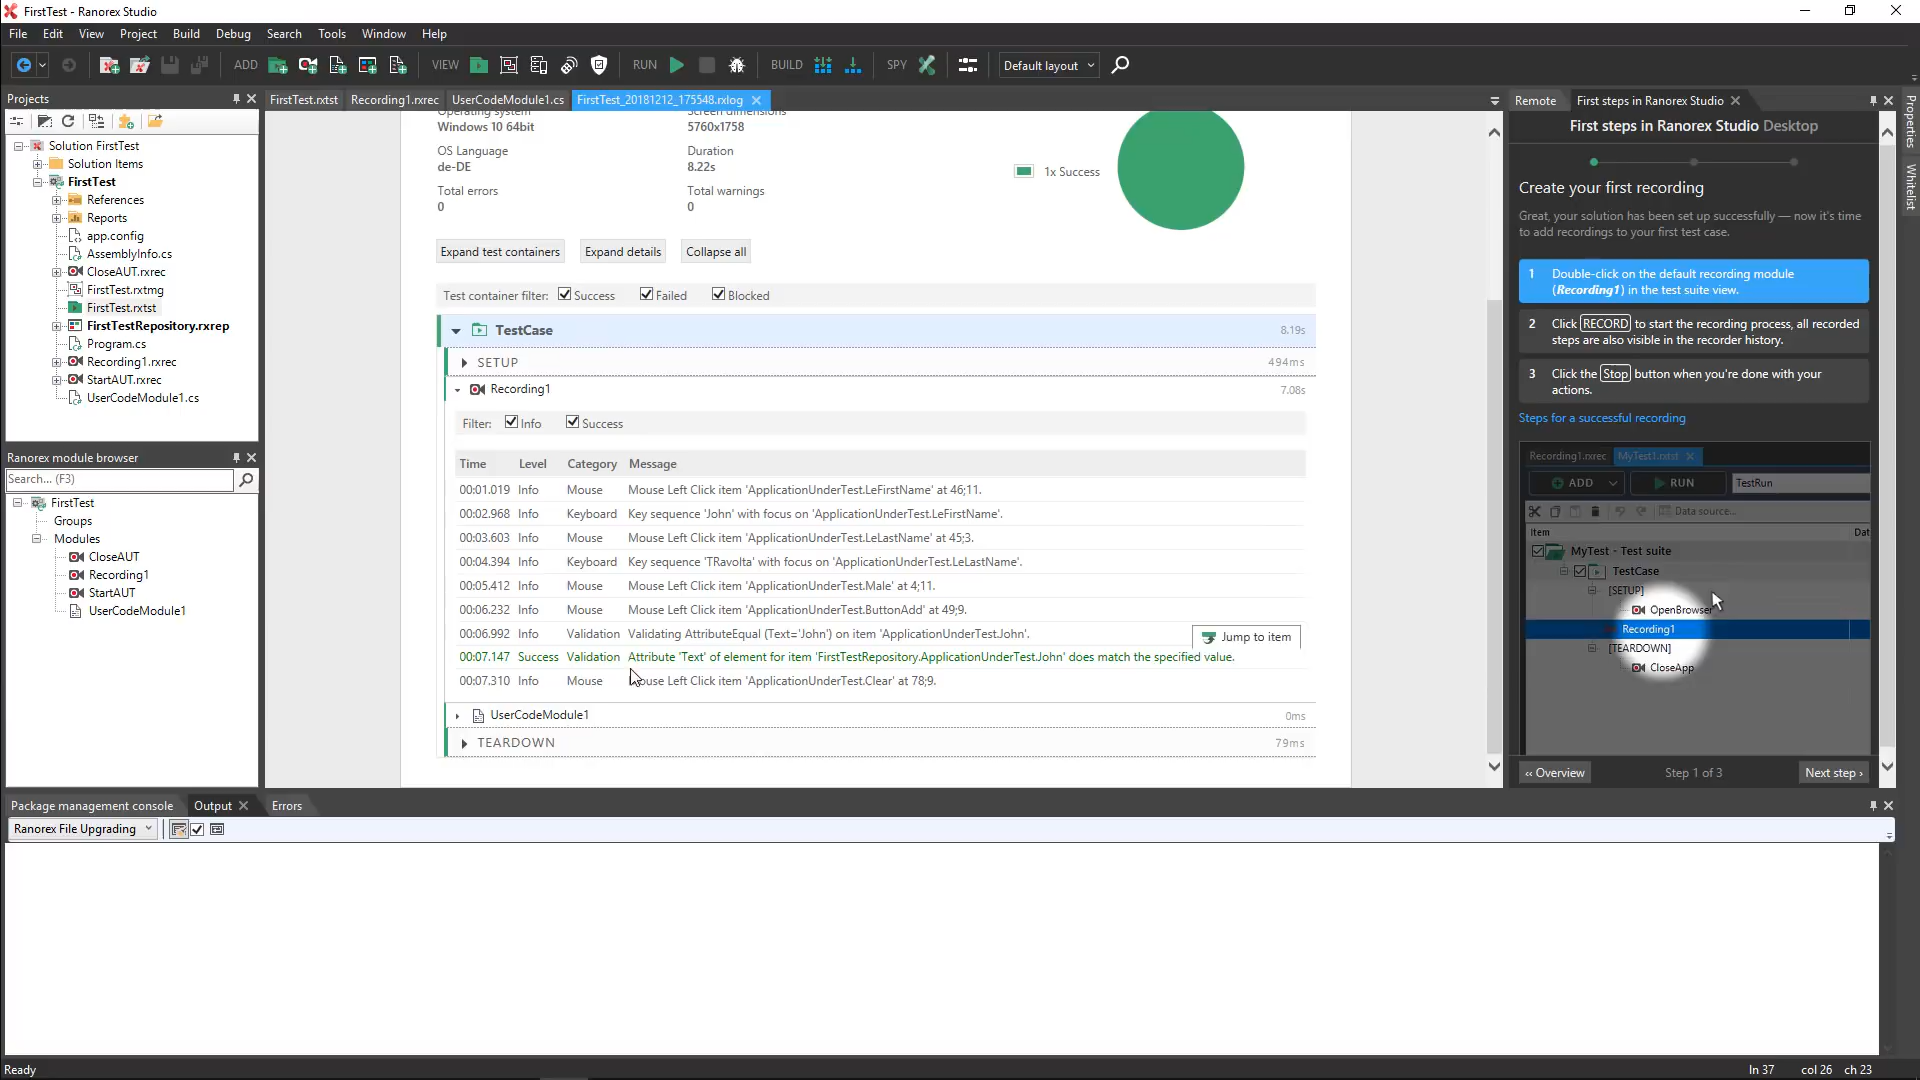 FirstTest - Ranorex Studio
File Edit View Project Build Debug Search Tools Window Help
ADD VIEW RUN BUILD SPY Default layout
Projects
Solution FirstTest
Solution Items
FirstTest
References
Reports
app.config
AssemblyInfo.cs
CloseAUT.rxrec
FirstTest.rxtmg
FirstTest.rxtst
FirstTestRepository.rxrep
Program.cs
Recording1.rxrec
StartAUT.rxrec
UserCodeModule1.cs
Ranorex module browser
Search... (F3)
FirstTest
Groups
Modules
CloseAUT
Recording1
StartAUT
UserCodeModule1
FirstTest.rxtst Recording1.rxrec UserCodeModule1.cs FirstTest_20181212_175548.rxlog
Operating system Screen dimensions
Windows 10 64bit 5760x1758
OS Language Duration
de-DE 8.22s
Total errors Total warnings
0 0
1x Success
Expand test containers Expand details Collapse all
Test container filter: Success Failed Blocked
TestCase 8.19s
SETUP 494ms
Recording1 7.08s
Filter: Info Success
Time Level Category Message
00:01.019 Info Mouse Mouse Left Click item 'ApplicationUnderTest.LeFirstName' at 46;11.
00:02.968 Info Keyboard Key sequence 'John' with focus on 'ApplicationUnderTest.LeFirstName'.
00:03.603 Info Mouse Mouse Left Click item 'ApplicationUnderTest.LeLastName' at 45;3.
00:04.394 Info Keyboard Key sequence 'TRavolta' with focus on 'ApplicationUnderTest.LeLastName'.
00:05.412 Info Mouse Mouse Left Click item 'ApplicationUnderTest.Male' at 4;11.
00:06.232 Info Mouse Mouse Left Click item 'ApplicationUnderTest.ButtonAdd' at 49;9.
00:06.992 Info Validation Validating AttributeEqual (Text='John') on item 'ApplicationUnderTest.John'.
Jump to item
00:07.147 Success Validation Attribute 'Text' of element for item 'FirstTestRepository.ApplicationUnderTest.John' does match the specified value.
00:07.310 Info Mouse Mouse Left Click item 'ApplicationUnderTest.Clear' at 78;9.
UserCodeModule1 0ms
TEARDOWN 79ms
Remote First steps in Ranorex Studio
First steps in Ranorex Studio Desktop
Create your first recording
Great, your solution has been set up successfully — now it's time
to add recordings to your first test case.
1 Double-click on the default recording module
(Recording1) in the test suite view.
2 Click RECORD to start the recording process, all recorded
steps are also visible in the recorder history.
3 Click the Stop button when you're done with your
actions.
Steps for a successful recording
Recording1.rxrec MyTest1.rxtst
ADD RUN TestRun
Data source...
Item Dat
MyTest - Test suite
TestCase
[SETUP]
OpenBrowser
Recording1
[TEARDOWN]
CloseApp
‹‹ Overview Step 1 of 3 Next step ›
Properties
Whitelist
Package management console Output Errors
Ranorex File Upgrading
Ready ln 37 col 26 ch 23